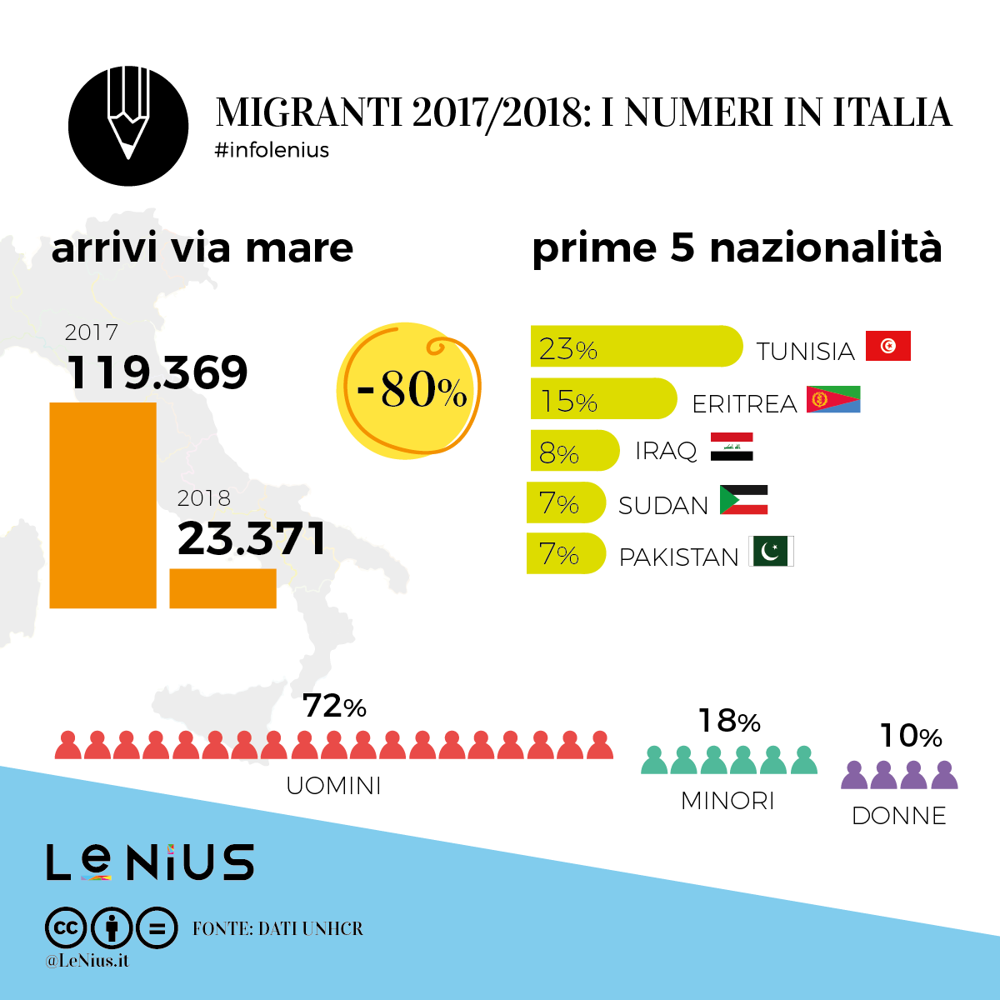 MIGRANTI 2017/2018: I NUMERI IN ITALIA
#infolenius
arrivi via mare
2017
119.369
-80%
2018
23.371
prime 5 nazionalità
23% TUNISIA
15% ERITREA
8% IRAQ
7% SUDAN
7% PAKISTAN
72%
UOMINI
18%
MINORI
10%
DONNE
LeNiUS
cc
FONTE: DATI UNHCR
@LeNius.it